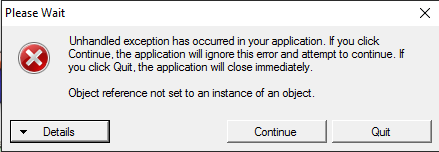 Please Wait
Unhandled exception has occurred in your application. If you click
Continue, the application will ignore this error and attempt to continue. If
you click Quit, the application will close immediately.
Object reference not set to an instance of an object.
Details
Continue
Quit